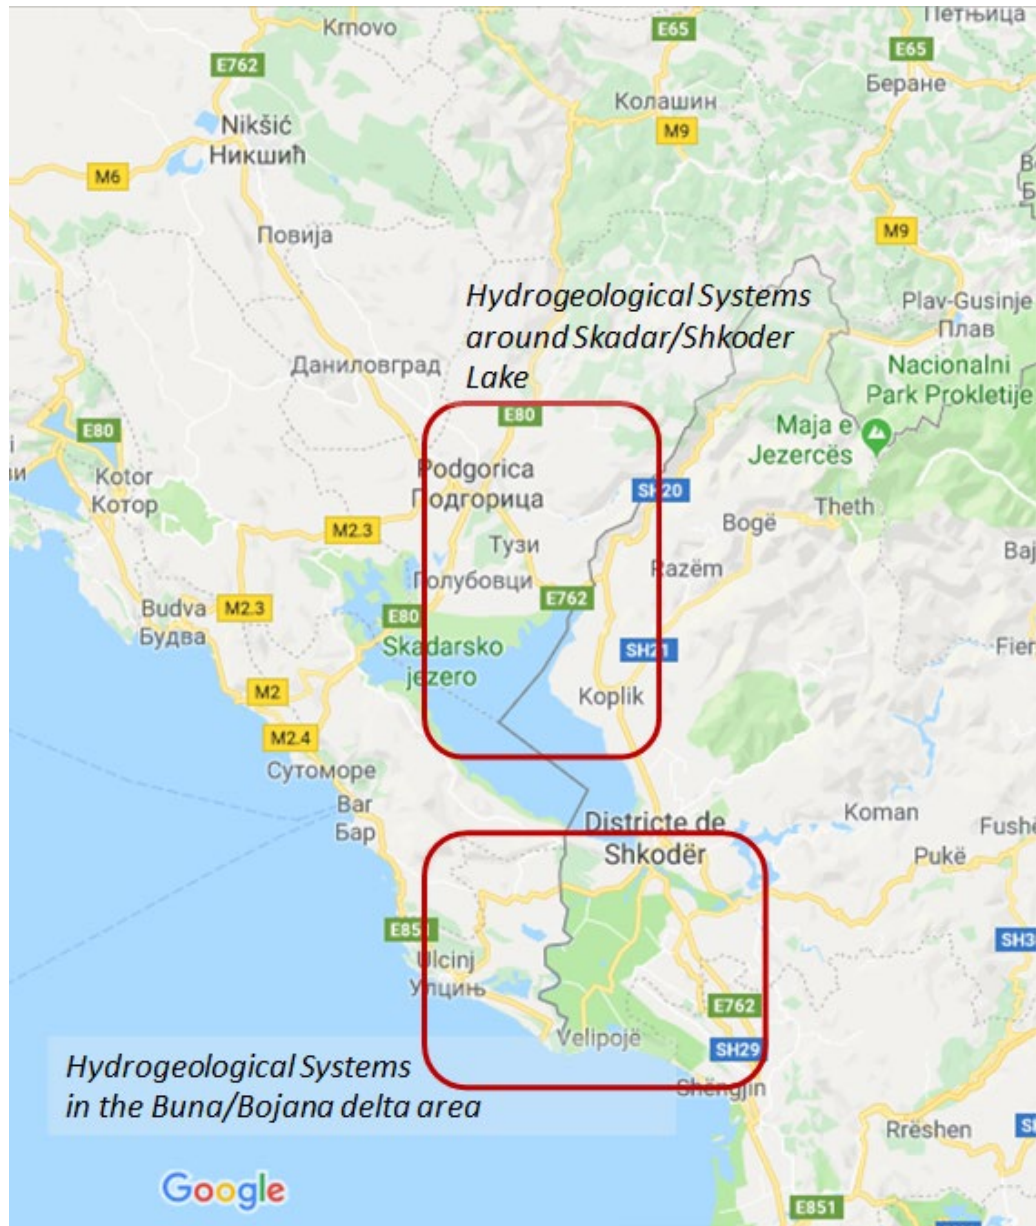 Петњица
Krnovo
E65
E65
E762
Беране
Колашин
Nikšić
Никшић
M9
M6
M9
Повија
Hydrogeological Systems
around Skadar/Shkoder
Lake
Plav-Gusinje
Плав
Даниловград
Nacionalni
Park Prokletije
E80
E80
Maja e
Jezercës
Kotor
Котор
Podgorica
Подгорица
SH20
Theth
Bogë
M2.3
Тузи
Razëm
Голубовци
E762
Budva
Будва
M2.3
E80
Skadarsko
jezero
SH21
Koplik
M2
M2.4
Сутоморе
Bar
Бар
Koman
Districte de
Shkodër
Pukë
E851
Ulcinj
Улцињ
E762
Velipojë
SH29
Hydrogeological Systems
in the Buna/Bojana delta area
Shëngjin
Rrëshen
Google
E851